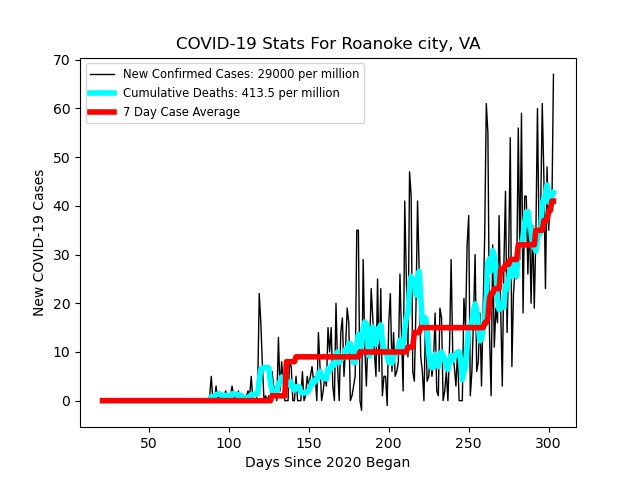 COVID-19 Stats For Roanoke city, VA
New Confirmed Cases: 29000 per million
Cumulative Deaths: 413.5 per million
7 Day Case Average
70
60
50
40
30
20
10
0
New COVID-19 Cases
50 100 150 200 250 300
Days Since 2020 Began